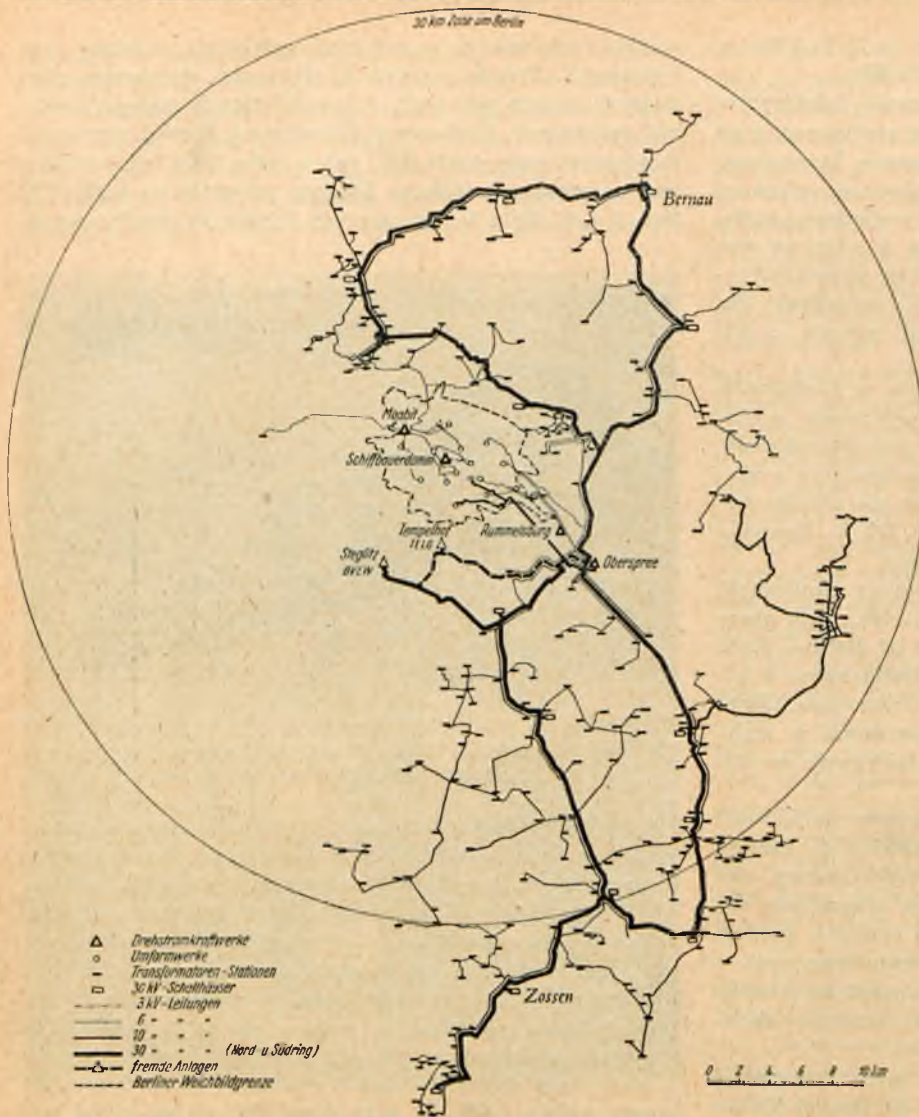 30 km Zone um Berlin
Bernau
Moabit
Schiffbauerdamm
Tempelhof
Rummelsburg
Steglitz
Oberspree
Drehstromkraftwerke
Umformwerke
Transformatoren-Stationen
30 kV-Schalthäuser
3 kV-Leitungen
6 " " "
10 " " "
30 " " " (Nord u Südring)
fremde Anlagen
Berliner Weichbildgrenze
Zossen
0 2 4 6 8 10 km